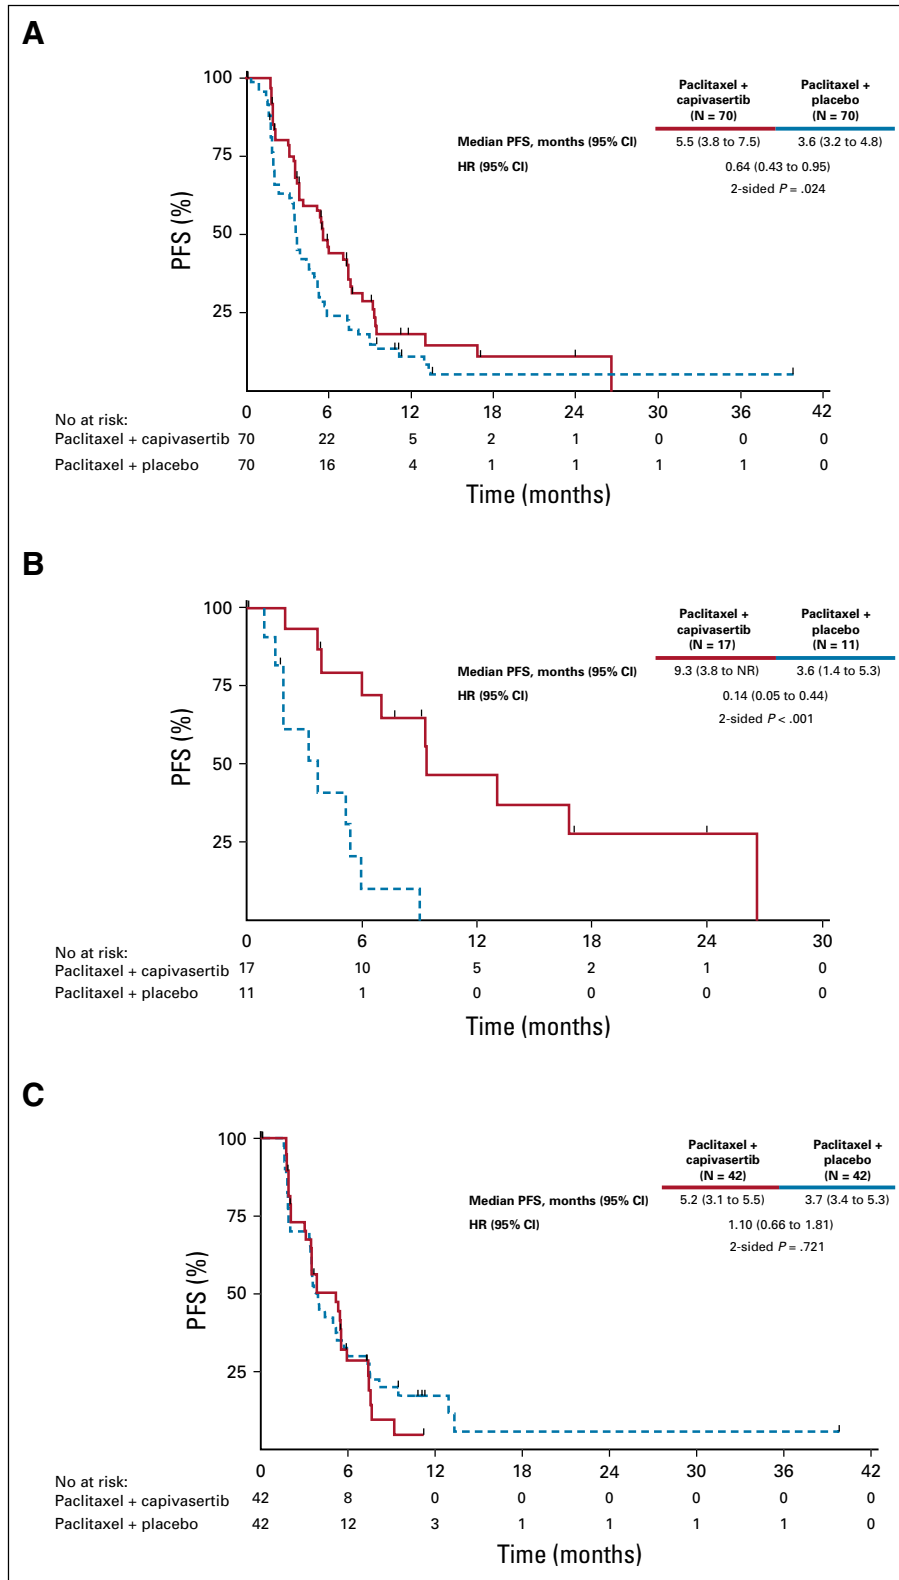 A
Paclitaxel + capivasertib (N = 70) Paclitaxel + placebo (N = 70)
Median PFS, months (95% CI) 5.5 (3.8 to 7.5) 3.6 (3.2 to 4.8)
HR (95% CI) 0.64 (0.43 to 0.95)
2-sided P = .024
PFS (%)
100
75
50
25
0 6 12 18 24 30 36 42
No at risk:
Paclitaxel + capivasertib 70 22 5 2 1 0 0 0
Paclitaxel + placebo 70 16 4 1 1 1 1 0
Time (months)
B
Paclitaxel + capivasertib (N = 17) Paclitaxel + placebo (N = 11)
Median PFS, months (95% CI) 9.3 (3.8 to NR) 3.6 (1.4 to 5.3)
HR (95% CI) 0.14 (0.05 to 0.44)
2-sided P < .001
PFS (%)
100
75
50
25
0 6 12 18 24 30
No at risk:
Paclitaxel + capivasertib 17 10 5 2 1 0
Paclitaxel + placebo 11 1 0 0 0 0
Time (months)
C
Paclitaxel + capivasertib (N = 42) Paclitaxel + placebo (N = 42)
Median PFS, months (95% CI) 5.2 (3.1 to 5.5) 3.7 (3.4 to 5.3)
HR (95% CI) 1.10 (0.66 to 1.81)
2-sided P = .721
PFS (%)
100
75
50
25
0 6 12 18 24 30 36 42
No at risk:
Paclitaxel + capivasertib 42 8 0 0 0 0 0 0
Paclitaxel + placebo 42 12 3 1 1 1 1 0
Time (months)